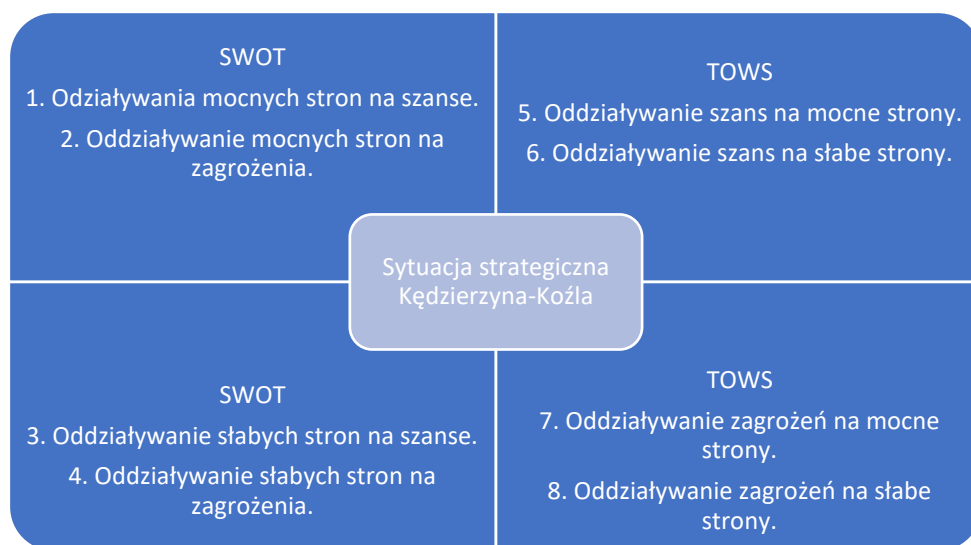 SWOT
1. Odziaływania mocnych stron na szanse.
2. Oddziaływanie mocnych stron na
zagrożenia.
TOWS
5. Oddziaływanie szans na mocne strony.
6. Oddziaływanie szans na słabe strony.
Sytuacja strategiczna
Kędzierzyna-Koźla
SWOT
3. Oddziaływanie słabych stron na szanse.
4. Oddziaływanie słabych stron na
zagrożenia.
TOWS
7. Oddziaływanie zagrożeń na mocne
strony.
8. Oddziaływanie zagrożeń na słabe
strony.